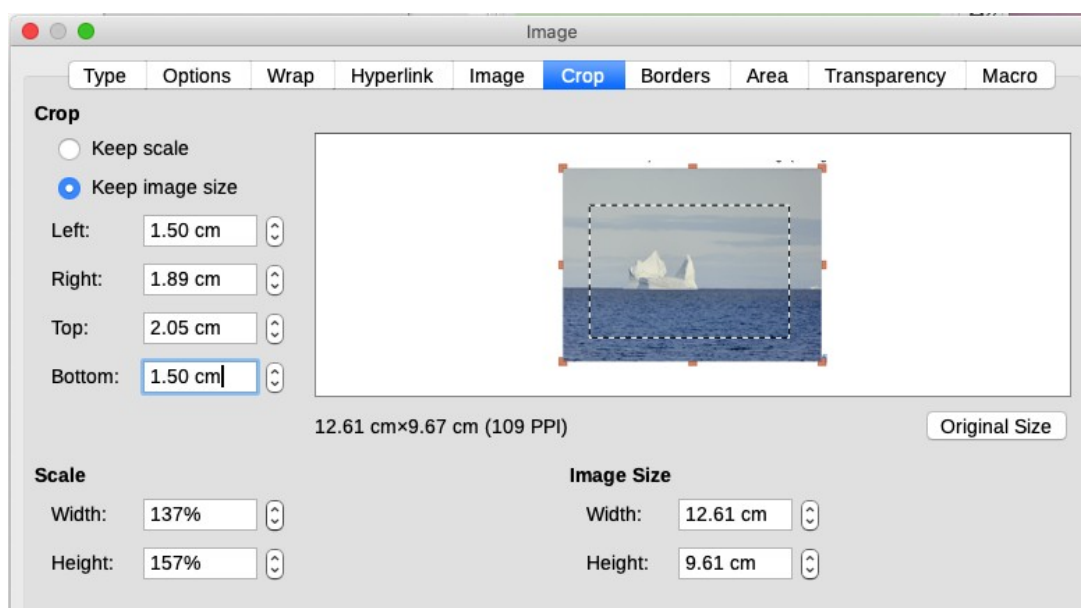 Image
Type Options Wrap Hyperlink Image Crop Borders Area Transparency Macro
Crop
Keep scale
Keep image size
Left: 1.50 cm
Right: 1.89 cm
Top: 2.05 cm
Bottom: 1.50 cm
12.61 cm×9.67 cm (109 PPI)
Original Size
Scale
Image Size
Width: 137%
Width: 12.61 cm
Height: 157%
Height: 9.61 cm